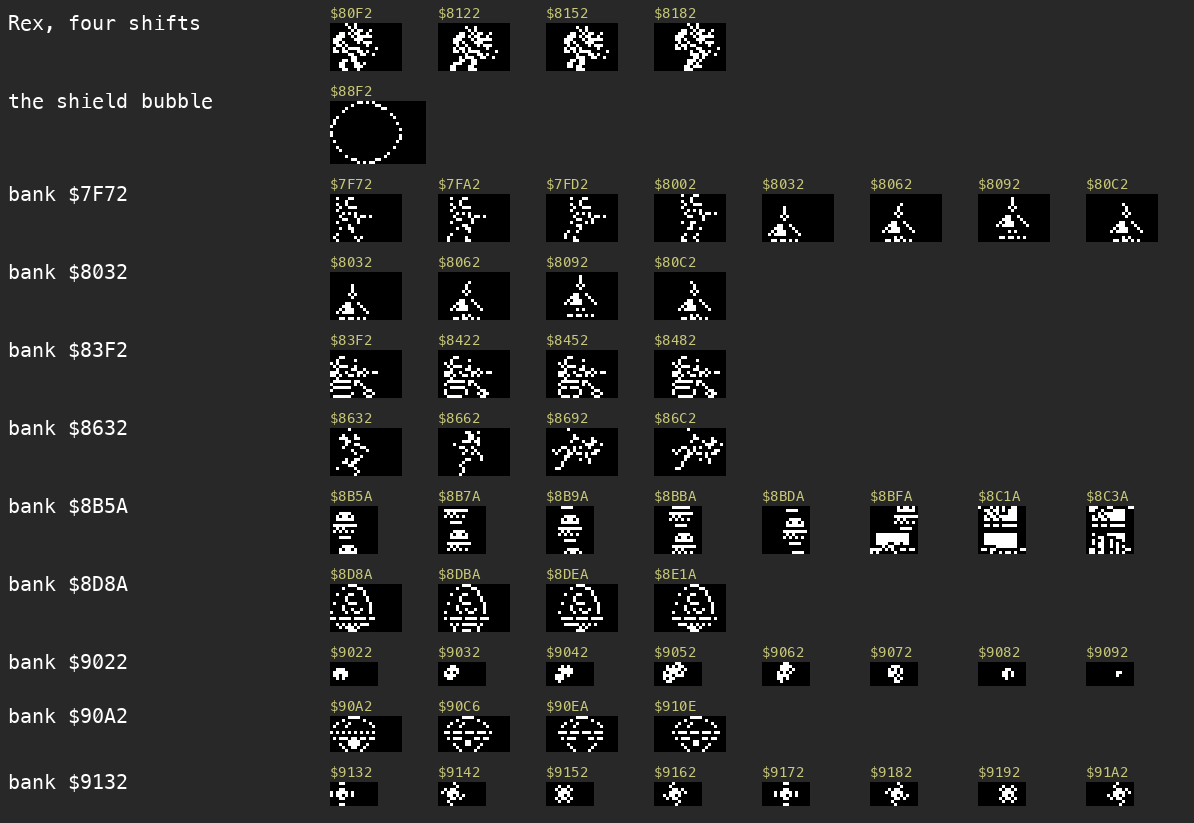 $80F2 $8122 $8152 $8182
Rex, four shifts
$88F2
the shield bubble
$7F72 $7FA2 $7FD2 $8002 $8032 $8062 $8092 $80C2
bank $7F72
$8032 $8062 $8092 $80C2
bank $8032
$83F2 $8422 $8452 $8482
bank $83F2
$8632 $8662 $8692 $86C2
bank $8632
$8B5A $8B7A $8B9A $8BBA $8BDA $8BFA $8C1A $8C3A
bank $8B5A
$8D8A $8DBA $8DEA $8E1A
bank $8D8A
$9022 $9032 $9042 $9052 $9062 $9072 $9082 $9092
bank $9022
$90A2 $90C6 $90EA $910E
bank $90A2
$9132 $9142 $9152 $9162 $9172 $9182 $9192 $91A2
bank $9132